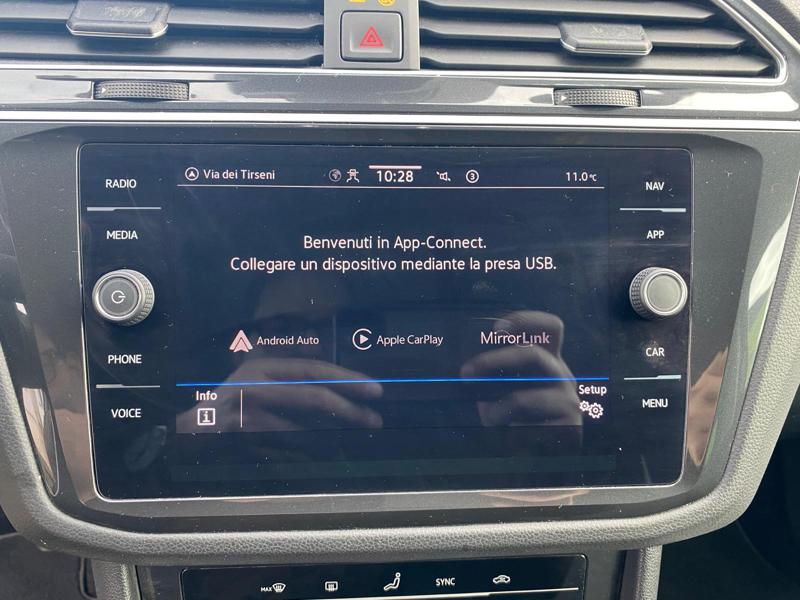 RADIO
MEDIA
PHONE
VOICE
Via dei Tirseni
10:28
3
11.0°C
Benvenuti in App-Connect.
Collegare un dispositivo mediante la presa USB.
Android Auto
Apple CarPlay
MirrorLink
Info
Setup
NAV
APP
CAR
MENU
MAX
SYNC